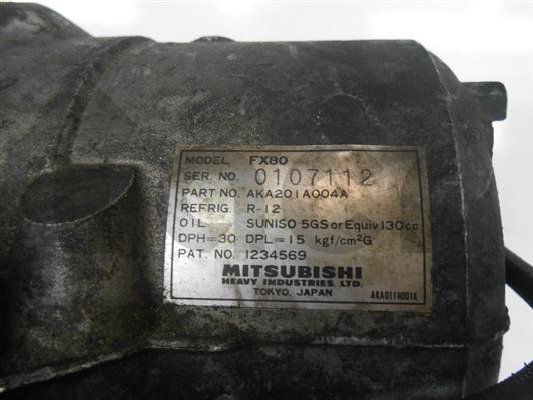 MODEL FX80
SER. NO. 0107112
PART NO. AKA201A004A
REFRIG. R-12
OIL SUNISO 5GS or Equiv 130cc
DPH=30 DPL=15 kgf/cm²G
PAT. NO. 1234569
MITSUBISHI
HEAVY INDUSTRIES, LTD.
TOKYO, JAPAN AKA011H001A